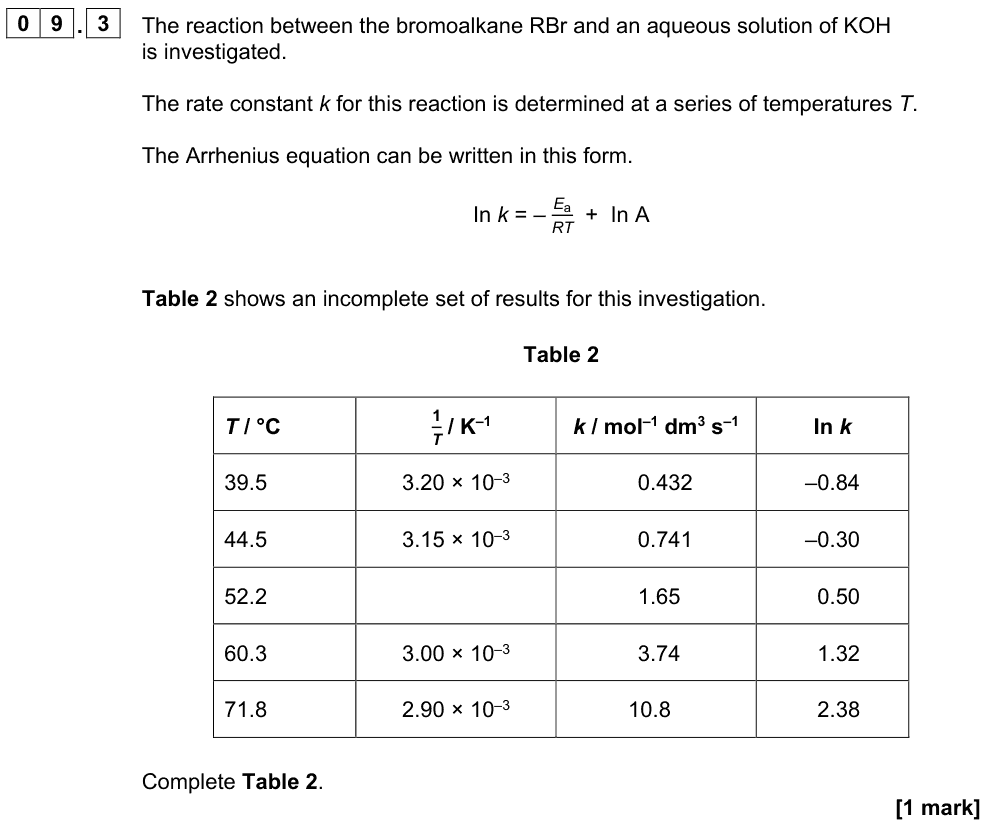 09.3 The reaction between the bromoalkane RBr and an aqueous solution of KOH
is investigated.
The rate constant k for this reaction is determined at a series of temperatures T.
The Arrhenius equation can be written in this form.
ln k = – Ea/RT + ln A
Table 2 shows an incomplete set of results for this investigation.
Table 2
T / °C 1/T / K⁻¹ k / mol⁻¹ dm³ s⁻¹ ln k
39.5 3.20 × 10⁻³ 0.432 –0.84
44.5 3.15 × 10⁻³ 0.741 –0.30
52.2 1.65 0.50
60.3 3.00 × 10⁻³ 3.74 1.32
71.8 2.90 × 10⁻³ 10.8 2.38
Complete Table 2.
[1 mark]